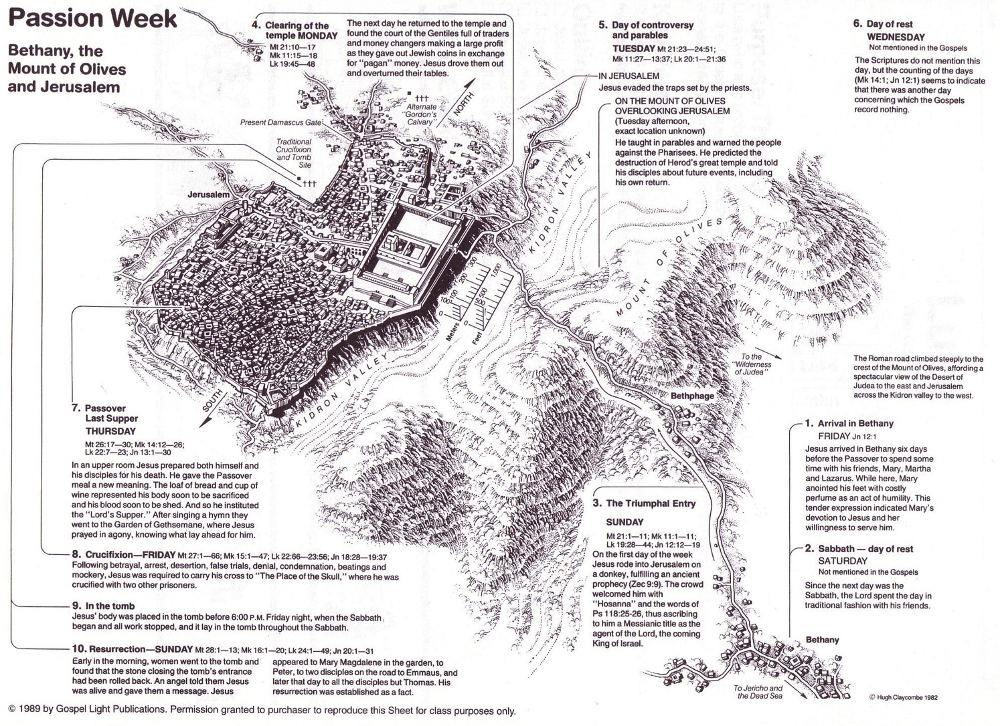 Passion Week
Bethany, the
Mount of Olives
and Jerusalem
4. Clearing of the
temple MONDAY
Mt 21:10—17
Mk 11:15—18
Lk 19:45—48
The next day he returned to the temple and
found the court of the Gentiles full of traders
and money changers making a large profit
as they gave out Jewish coins in exchange
for "pagan" money. Jesus drove them out
and overturned their tables.
5. Day of controversy
and parables
TUESDAY Mt 21:23—24:51;
Mk 11:27—13:37; Lk 20:1—21:36
IN JERUSALEM
Jesus evaded the traps set by the priests.
ON THE MOUNT OF OLIVES
OVERLOOKING JERUSALEM
(Tuesday afternoon,
exact location unknown)
He taught in parables and warned the people
against the Pharisees. He predicted the
destruction of Herod's great temple and told
his disciples about future events, including
his own return.
6. Day of rest
WEDNESDAY
Not mentioned in the Gospels
The Scriptures do not mention this
day, but the counting of the days
(Mk 14:1; Jn 12:1) seems to indicate
that there was another day
concerning which the Gospels
record nothing.
Alternate
"Gordon's
Calvary"
NORTH
Present Damascus Gate
Traditional
Crucifixion
and Tomb
Site
Jerusalem
KIDRON VALLEY
MOUNT OF OLIVES
300
200
100
100
0
Meters
1,000
500
500
0
Feet
KIDRON VALLEY
SOUTH
To the
"Wilderness
of Judea"
The Roman road climbed steeply to the
crest of the Mount of Olives, affording a
spectacular view of the Desert of
Judea to the east and Jerusalem
across the Kidron valley to the west.
Bethphage
7. Passover
Last Supper
THURSDAY
Mt 26:17—30; Mk 14:12—26;
Lk 22:7—23; Jn 13:1—30
In an upper room Jesus prepared both himself and
his disciples for his death. He gave the Passover
meal a new meaning. The loaf of bread and cup of
wine represented his body soon to be sacrificed
and his blood soon to be shed. And so he instituted
the "Lord's Supper." After singing a hymn they
went to the Garden of Gethsemane, where Jesus
prayed in agony, knowing what lay ahead for him.
1. Arrival in Bethany
FRIDAY Jn 12:1
Jesus arrived in Bethany six days
before the Passover to spend some
time with his friends, Mary, Martha
and Lazarus. While here, Mary
anointed his feet with costly
perfume as an act of humility. This
tender expression indicated Mary's
devotion to Jesus and her
willingness to serve him.
2. Sabbath — day of rest
SATURDAY
Not mentioned in the Gospels
Since the next day was the
Sabbath, the Lord spent the day in
traditional fashion with his friends.
3. The Triumphal Entry
SUNDAY
Mt 21:1—11; Mk 11:1—11;
Lk 19:28—44; Jn 12:12—19
On the first day of the week
Jesus rode into Jerusalem on
a donkey, fulfilling an ancient
prophecy (Zec 9:9). The crowd
welcomed him with
"Hosanna" and the words of
Ps 118:25-26, thus ascribing
to him a Messianic title as the
agent of the Lord, the coming
King of Israel.
8. Crucifixion—FRIDAY Mt 27:1—66; Mk 15:1—47; Lk 22:66—23:56; Jn 18:28—19:37
Following betrayal, arrest, desertion, false trials, denial, condemnation, beatings and
mockery, Jesus was required to carry his cross to "The Place of the Skull," where he was
crucified with two other prisoners.
9. In the tomb
Jesus' body was placed in the tomb before 6:00 P.M. Friday night, when the Sabbath
began and all work stopped, and it lay in the tomb throughout the Sabbath.
10. Resurrection—SUNDAY Mt 28:1—13; Mk 16:1—20; Lk 24:1—49; Jn 20:1—31
Early in the morning, women went to the tomb and
found that the stone closing the tomb's entrance
had been rolled back. An angel told them Jesus
was alive and gave them a message. Jesus
appeared to Mary Magdalene in the garden, to
Peter, to two disciples on the road to Emmaus, and
later that day to all the disciples but Thomas. His
resurrection was established as a fact.
Bethany
To Jericho and
the Dead Sea
© Hugh Claycombe 1982
© 1989 by Gospel Light Publications. Permission granted to purchaser to reproduce this Sheet for class purposes only.